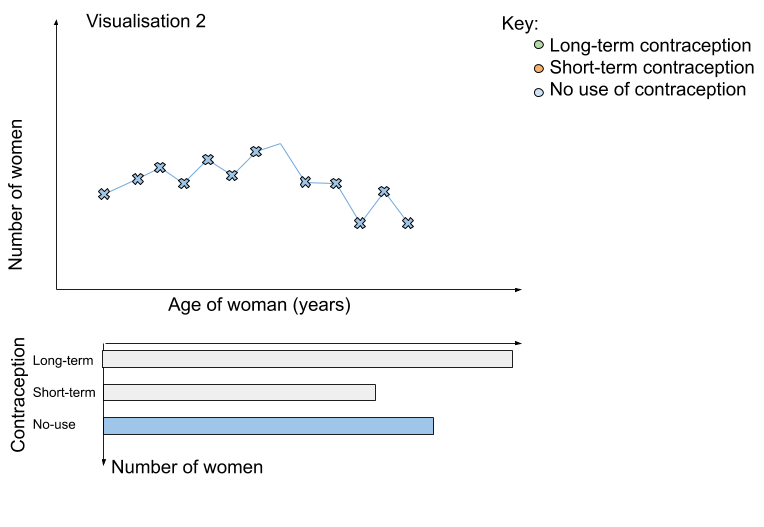 Visualisation 2
Key:
Long-term contraception
Short-term contraception
No use of contraception
Number of women
Age of woman (years)
Contraception
Long-term
Short-term
No-use
Number of women